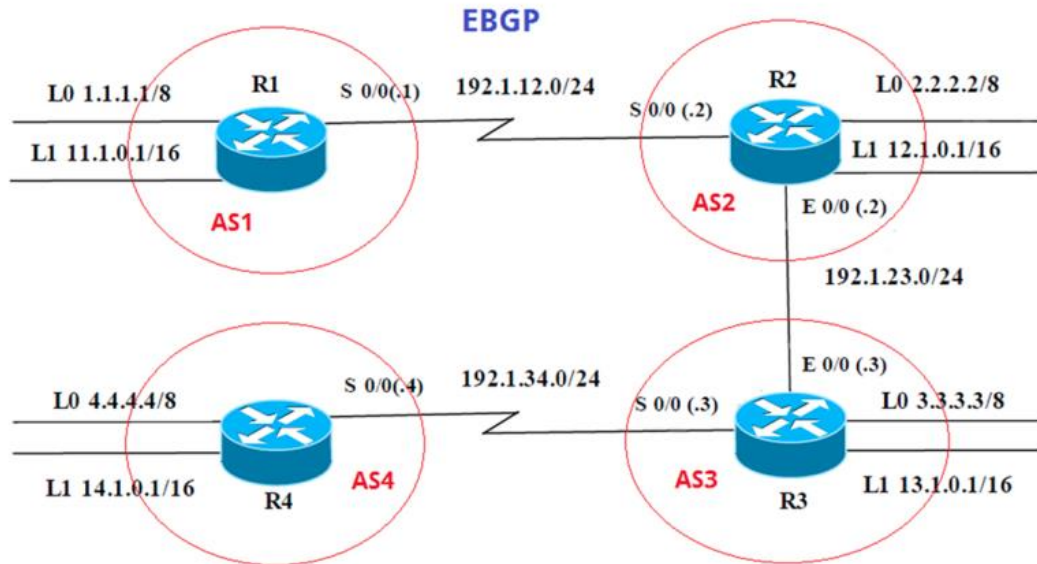 EBGP
R1
L0 1.1.1.1/8
S 0/0(.1)
192.1.12.0/24
L1 11.1.0.1/16
AS1
R2
L0 2.2.2.2/8
S 0/0 (.2)
L1 12.1.0.1/16
AS2
E 0/0 (.2)
192.1.23.0/24
L0 4.4.4.4/8
S 0/0(.4)
192.1.34.0/24
L1 14.1.0.1/16
R4
AS4
E 0/0 (.3)
S 0/0 (.3)
L0 3.3.3.3/8
AS3
R3
L1 13.1.0.1/16